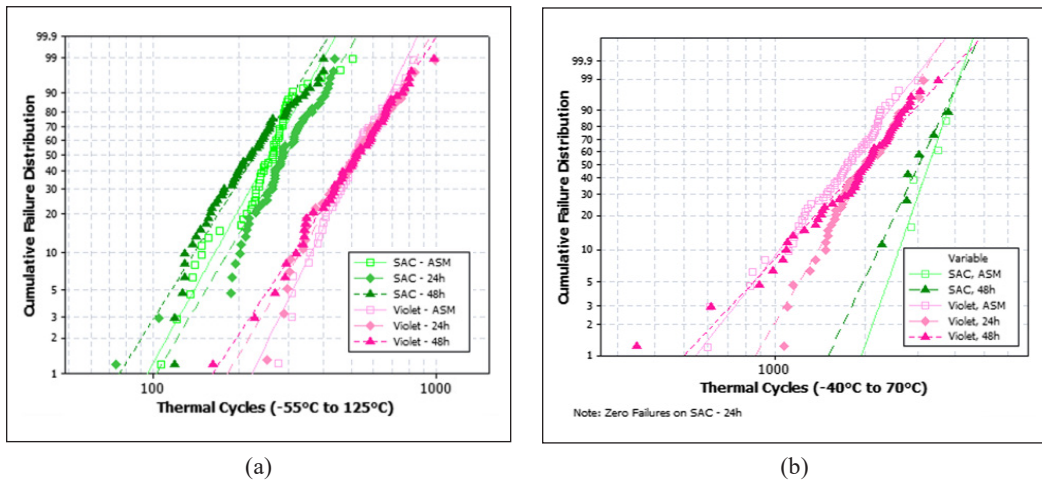 99.9
99
90
80
70
60
50
40
30
20
10
5
3
2
1
Cumulative Failure Distribution
SAC - ASM
SAC - 24h
SAC - 48h
Violet - ASM
Violet - 24h
Violet - 48h
100
1000
Thermal Cycles (-55°C to 125°C)
(a)
99.9
99
90
80
70
60
50
40
30
20
10
5
3
2
1
Cumulative Failure Distribution
Variable
SAC, ASM
SAC, 48h
Violet, ASM
Violet, 24h
Violet, 48h
1000
Thermal Cycles (-40°C to 70°C)
Note: Zero Failures on SAC - 24h
(b)